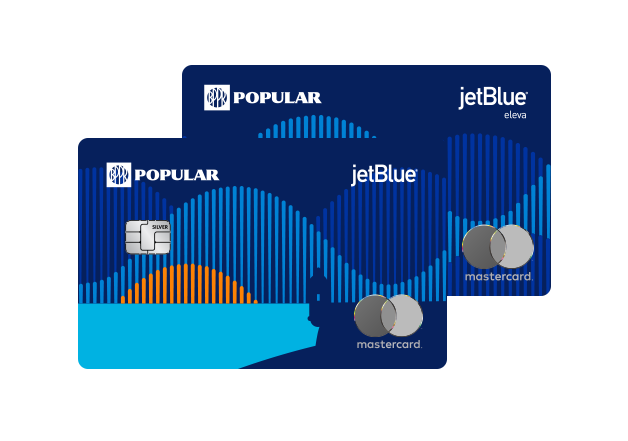 POPULAR
jetBlue
eleva
mastercard
POPULAR
jetBlue
SILVER
mastercard